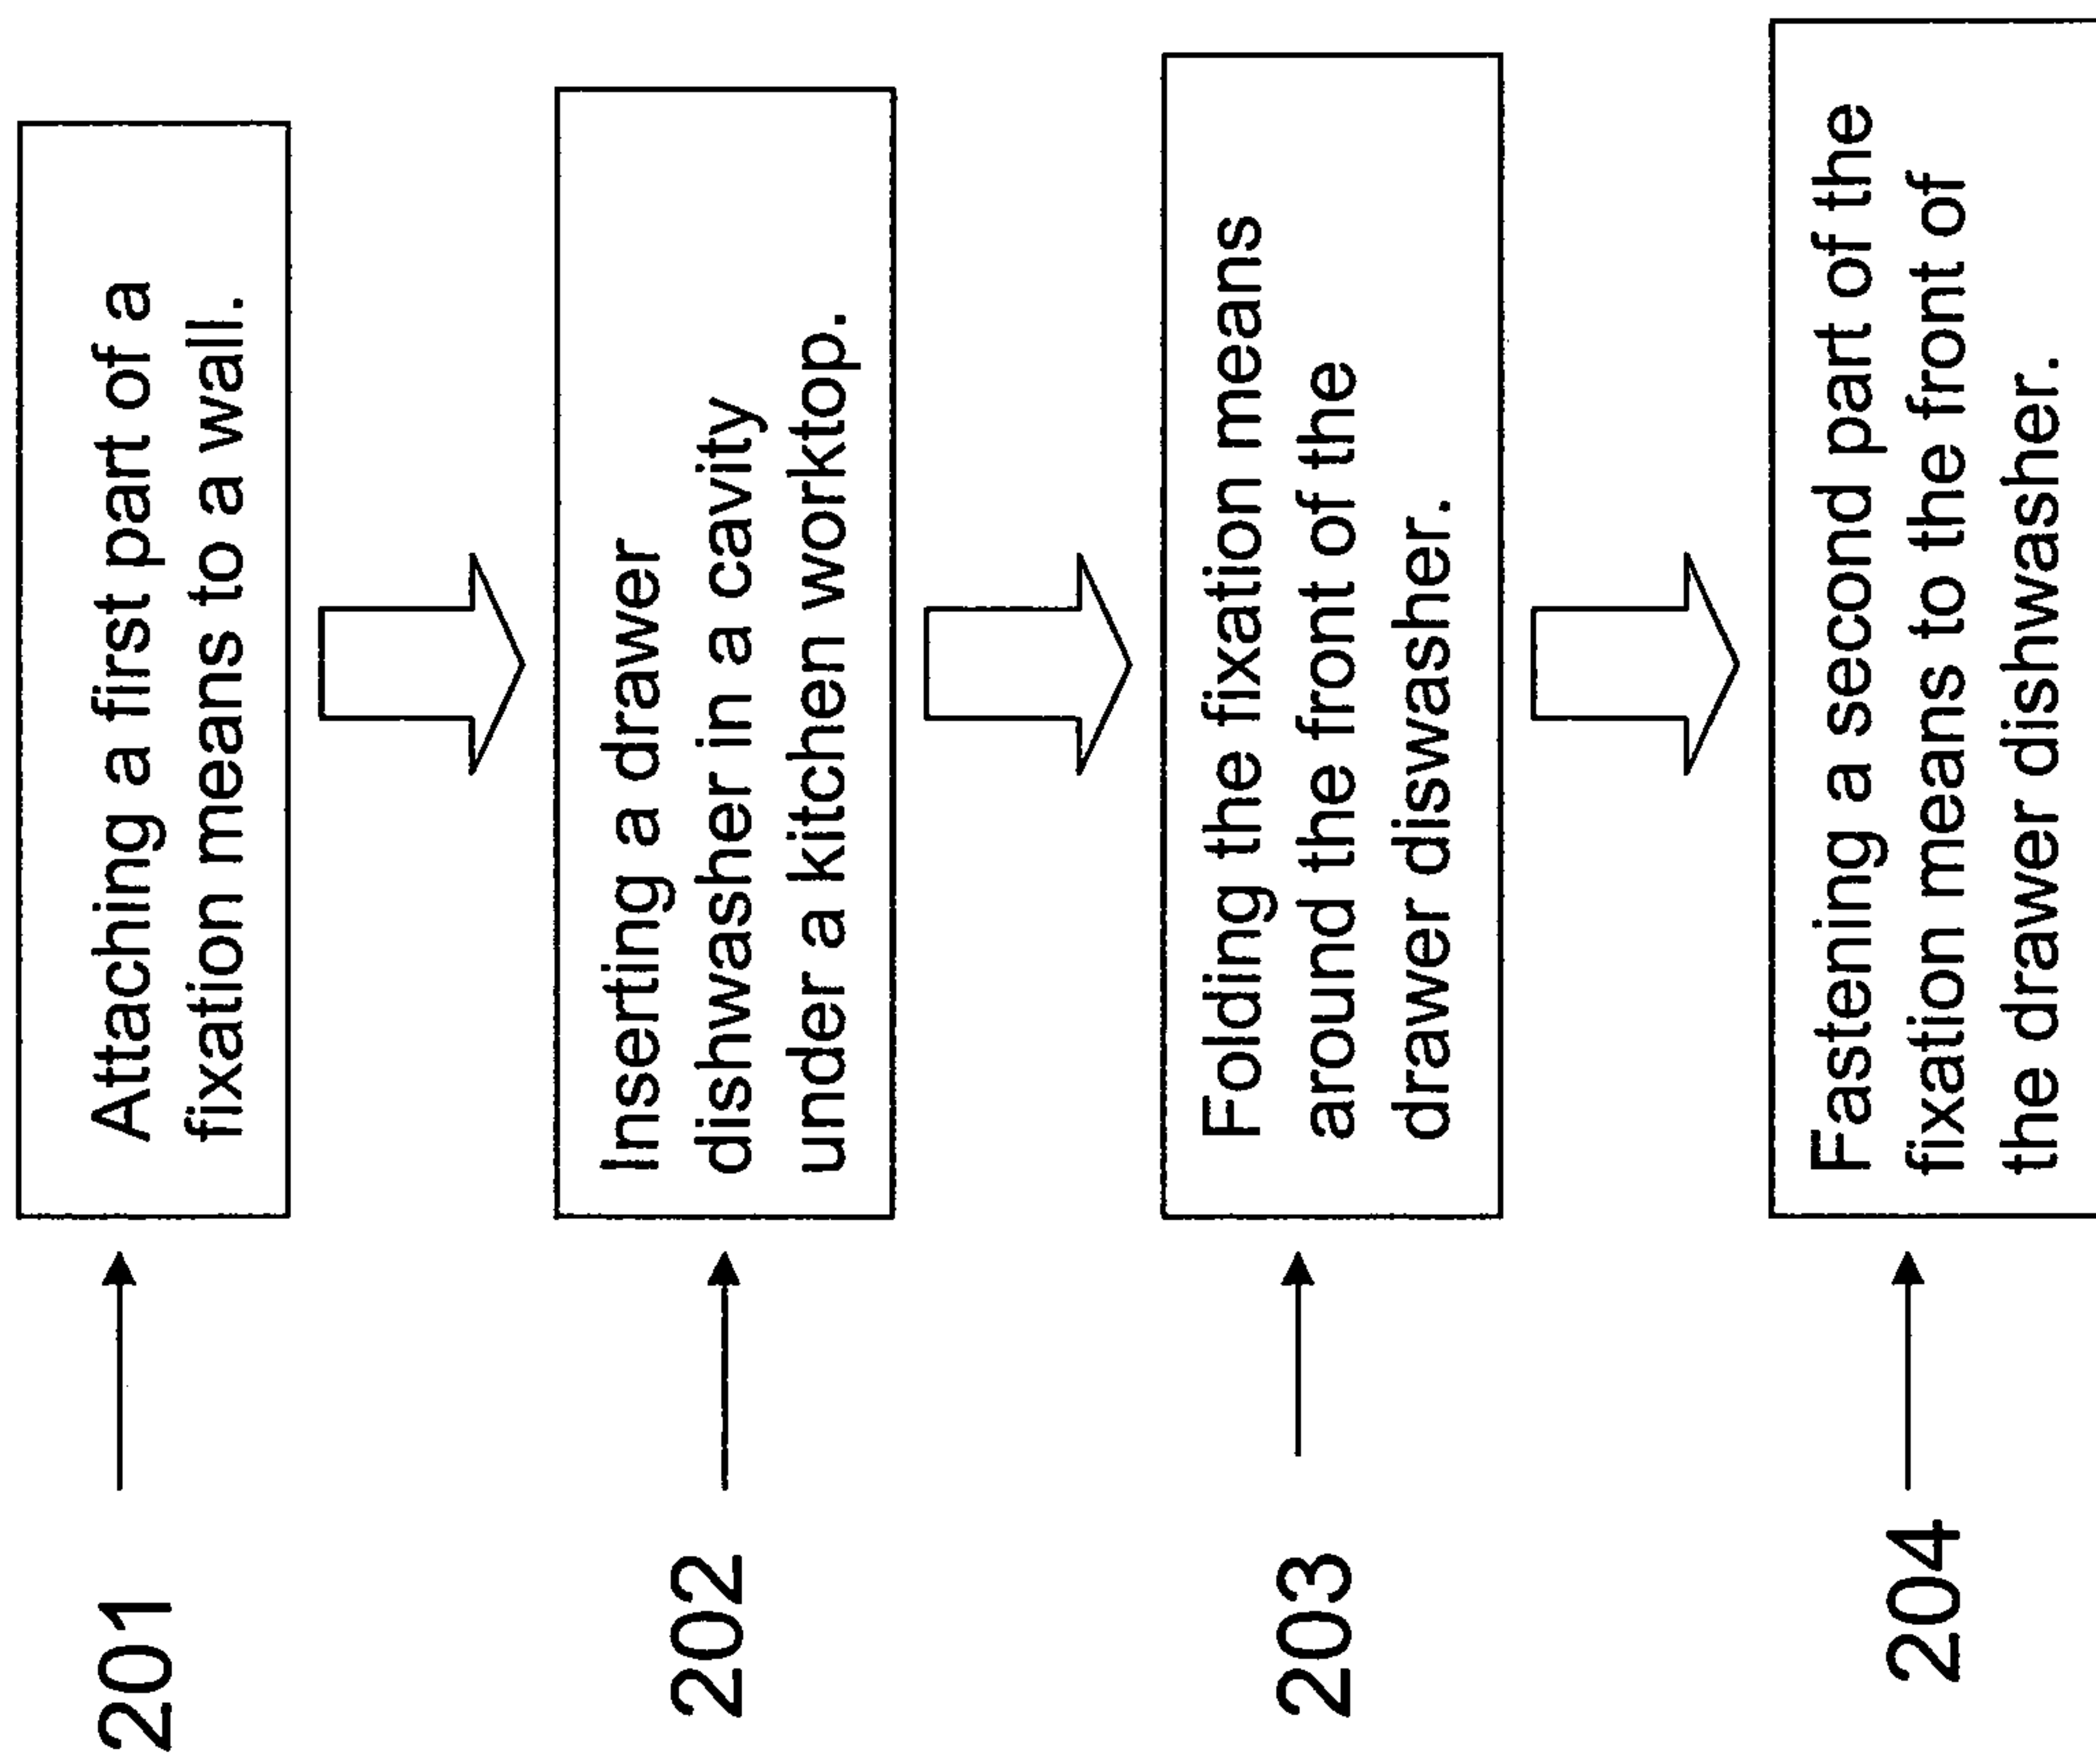 201
Attaching a first part of a
fixation means to a wall.
202
Inserting a drawer
dishwasher in a cavity
under a kitchen worktop.
203
Folding the fixation means
around the front of the
drawer diswasher.
204
Fastening a second part of the
fixation means to the front of
the drawer dishwasher.